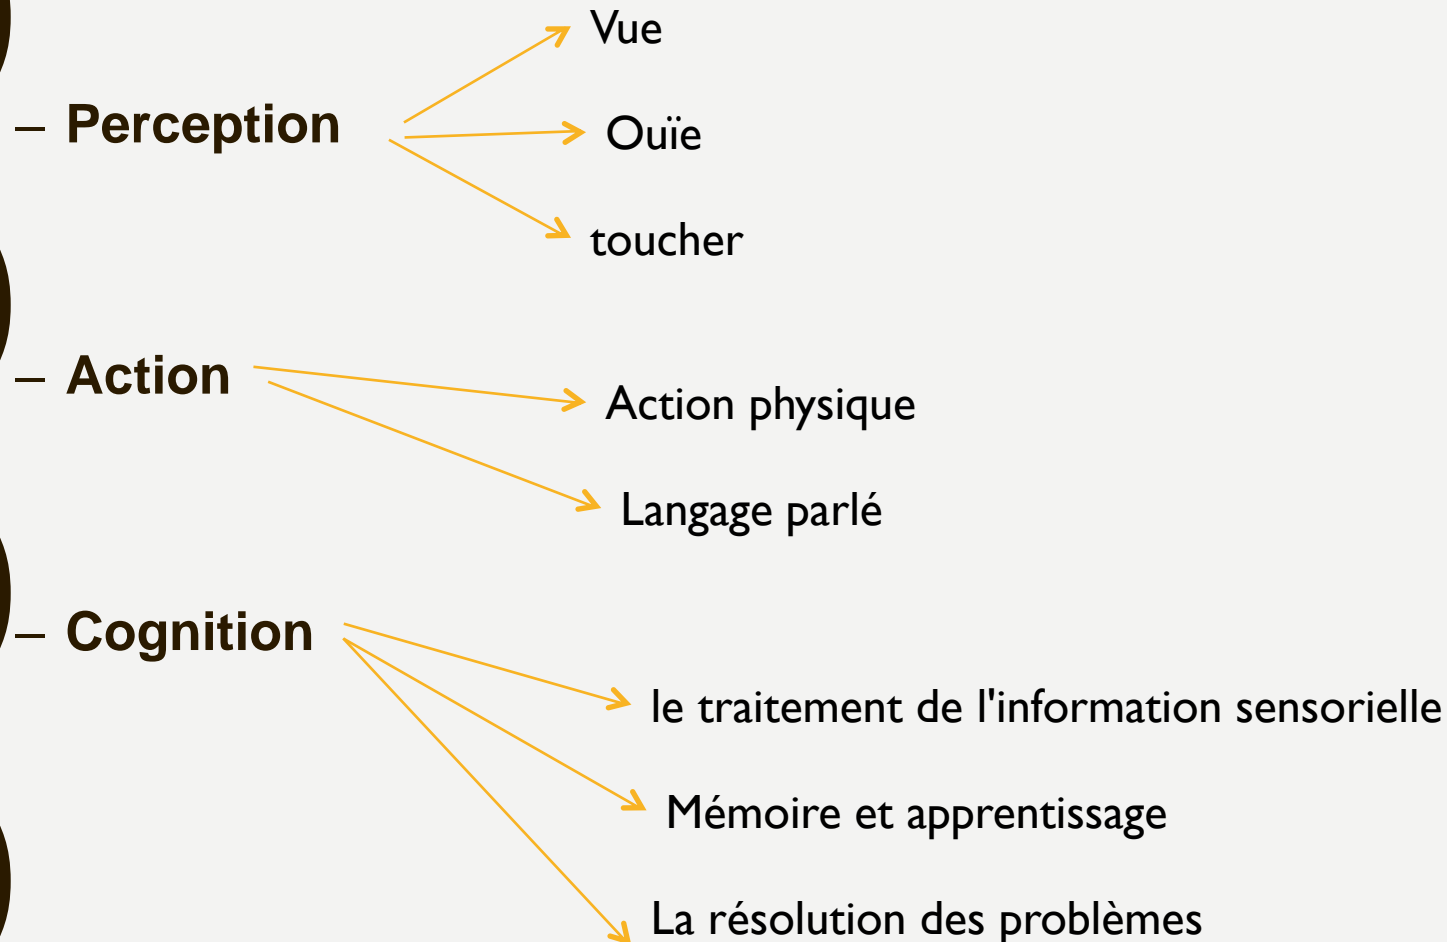 Vue
– Perception
Ouïe
toucher
– Action
Action physique
Langage parlé
– Cognition
le traitement de l'information sensorielle
Mémoire et apprentissage
La résolution des problèmes